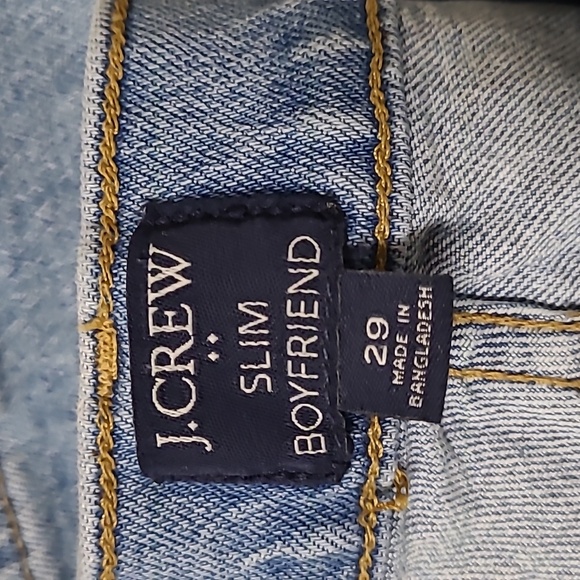 J.CREW
SLIM
BOYFRIEND
29
MADE IN
BANGLADESH